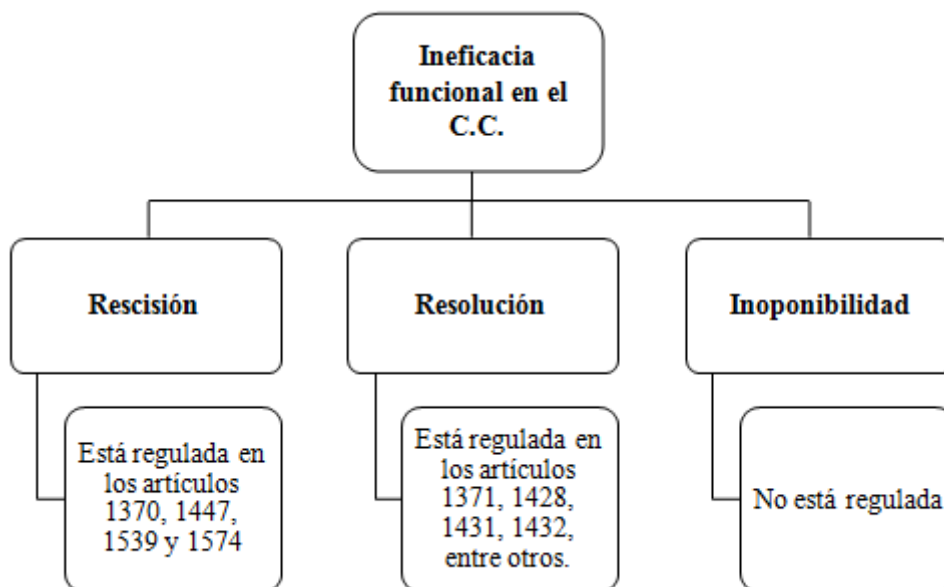 Ineficacia
funcional en el
C.C.
Rescisión
Resolución
Inoponibilidad
Está regulada en
los artículos
1370, 1447,
1539 y 1574
Está regulada en
los artículos
1371, 1428,
1431, 1432,
entre otros.
No está regulada